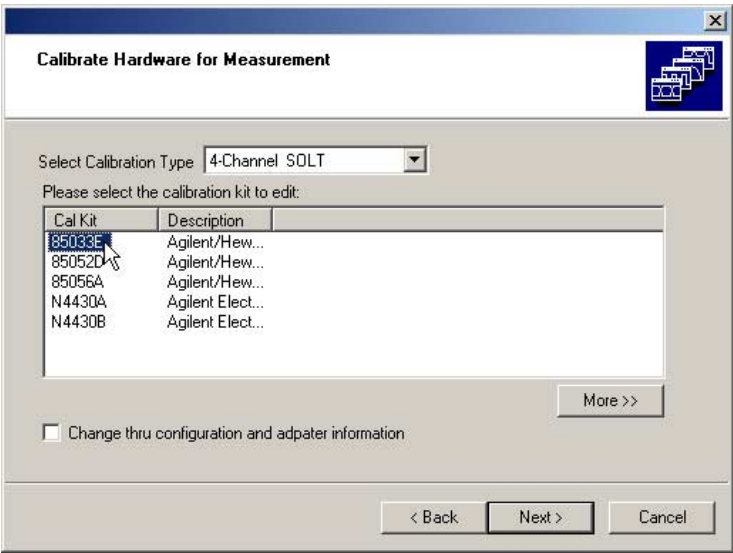 Calibrate Hardware for Measurement
Select Calibration Type 4-Channel SOLT
Please select the calibration kit to edit:
Cal Kit Description
85033E Agilent/Hew...
85052D Agilent/Hew...
85056A Agilent/Hew...
N4430A Agilent Elect...
N4430B Agilent Elect...
More >>
Change thru configuration and adpater information
< Back Next > Cancel